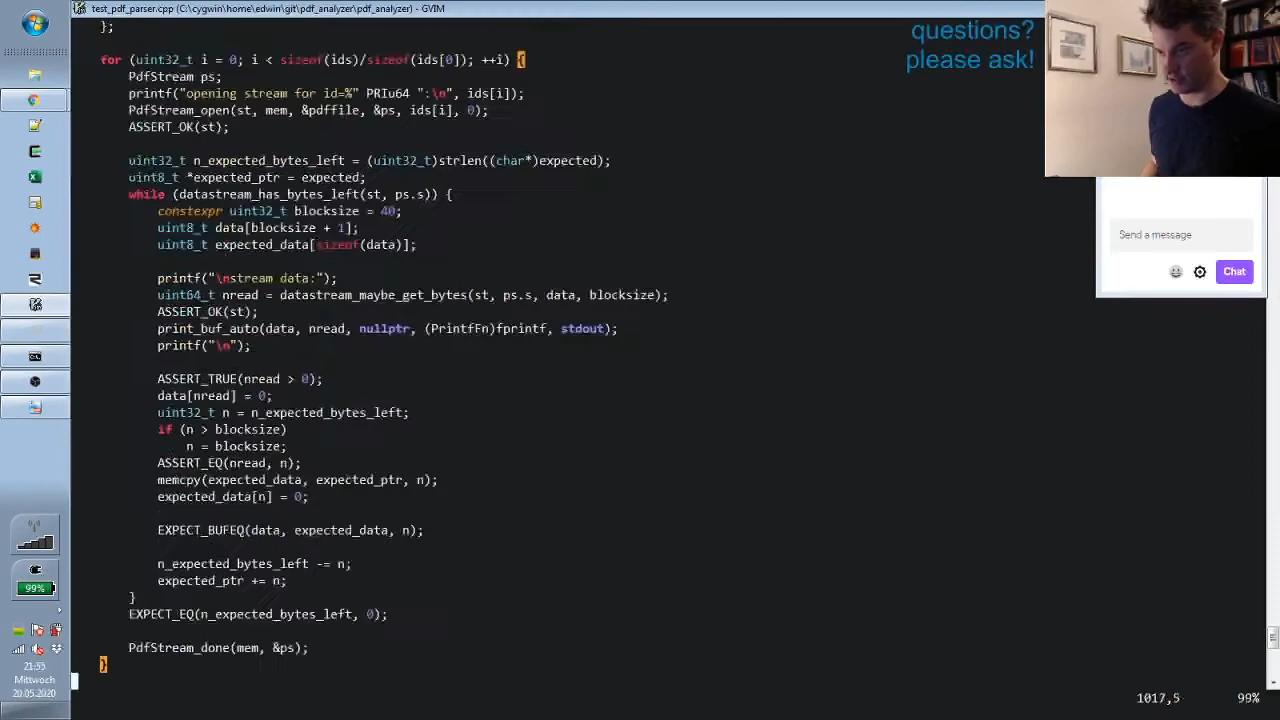 test_pdf_parser.cpp (C:\cygwin\home\edwin\git\pdf_analyzer\pdf_analyzer) - GVIM
};
for (uint32_t i = 0; i < sizeof(ids)/sizeof(ids[0]); ++i) {
PdfStream ps;
printf("opening stream for id=%" PRIu64 ":\n", ids[i]);
PdfStream_open(st, mem, &pdffile, &ps, ids[i], 0);
ASSERT_OK(st);
uint32_t n_expected_bytes_left = (uint32_t)strlen((char*)expected);
uint8_t *expected_ptr = expected;
while (datastream_has_bytes_left(st, ps.s)) {
constexpr uint32_t blocksize = 40;
uint8_t data[blocksize + 1];
uint8_t expected_data[sizeof(data)];
printf("\nstream data:");
uint64_t nread = datastream_maybe_get_bytes(st, ps.s, data, blocksize);
ASSERT_OK(st);
print_buf_auto(data, nread, nullptr, (PrintfFn)fprintf, stdout);
printf("\n");
ASSERT_TRUE(nread > 0);
data[nread] = 0;
uint32_t n = n_expected_bytes_left;
if (n > blocksize)
n = blocksize;
ASSERT_EQ(nread, n);
memcpy(expected_data, expected_ptr, n);
expected_data[n] = 0;
EXPECT_BUFEQ(data, expected_data, n);
n_expected_bytes_left -= n;
expected_ptr += n;
}
EXPECT_EQ(n_expected_bytes_left, 0);
PdfStream_done(mem, &ps);
}
1017,5 99%
questions?
please ask!
Send a message
Chat
99%
21:55
Mittwoch
20.05.2020